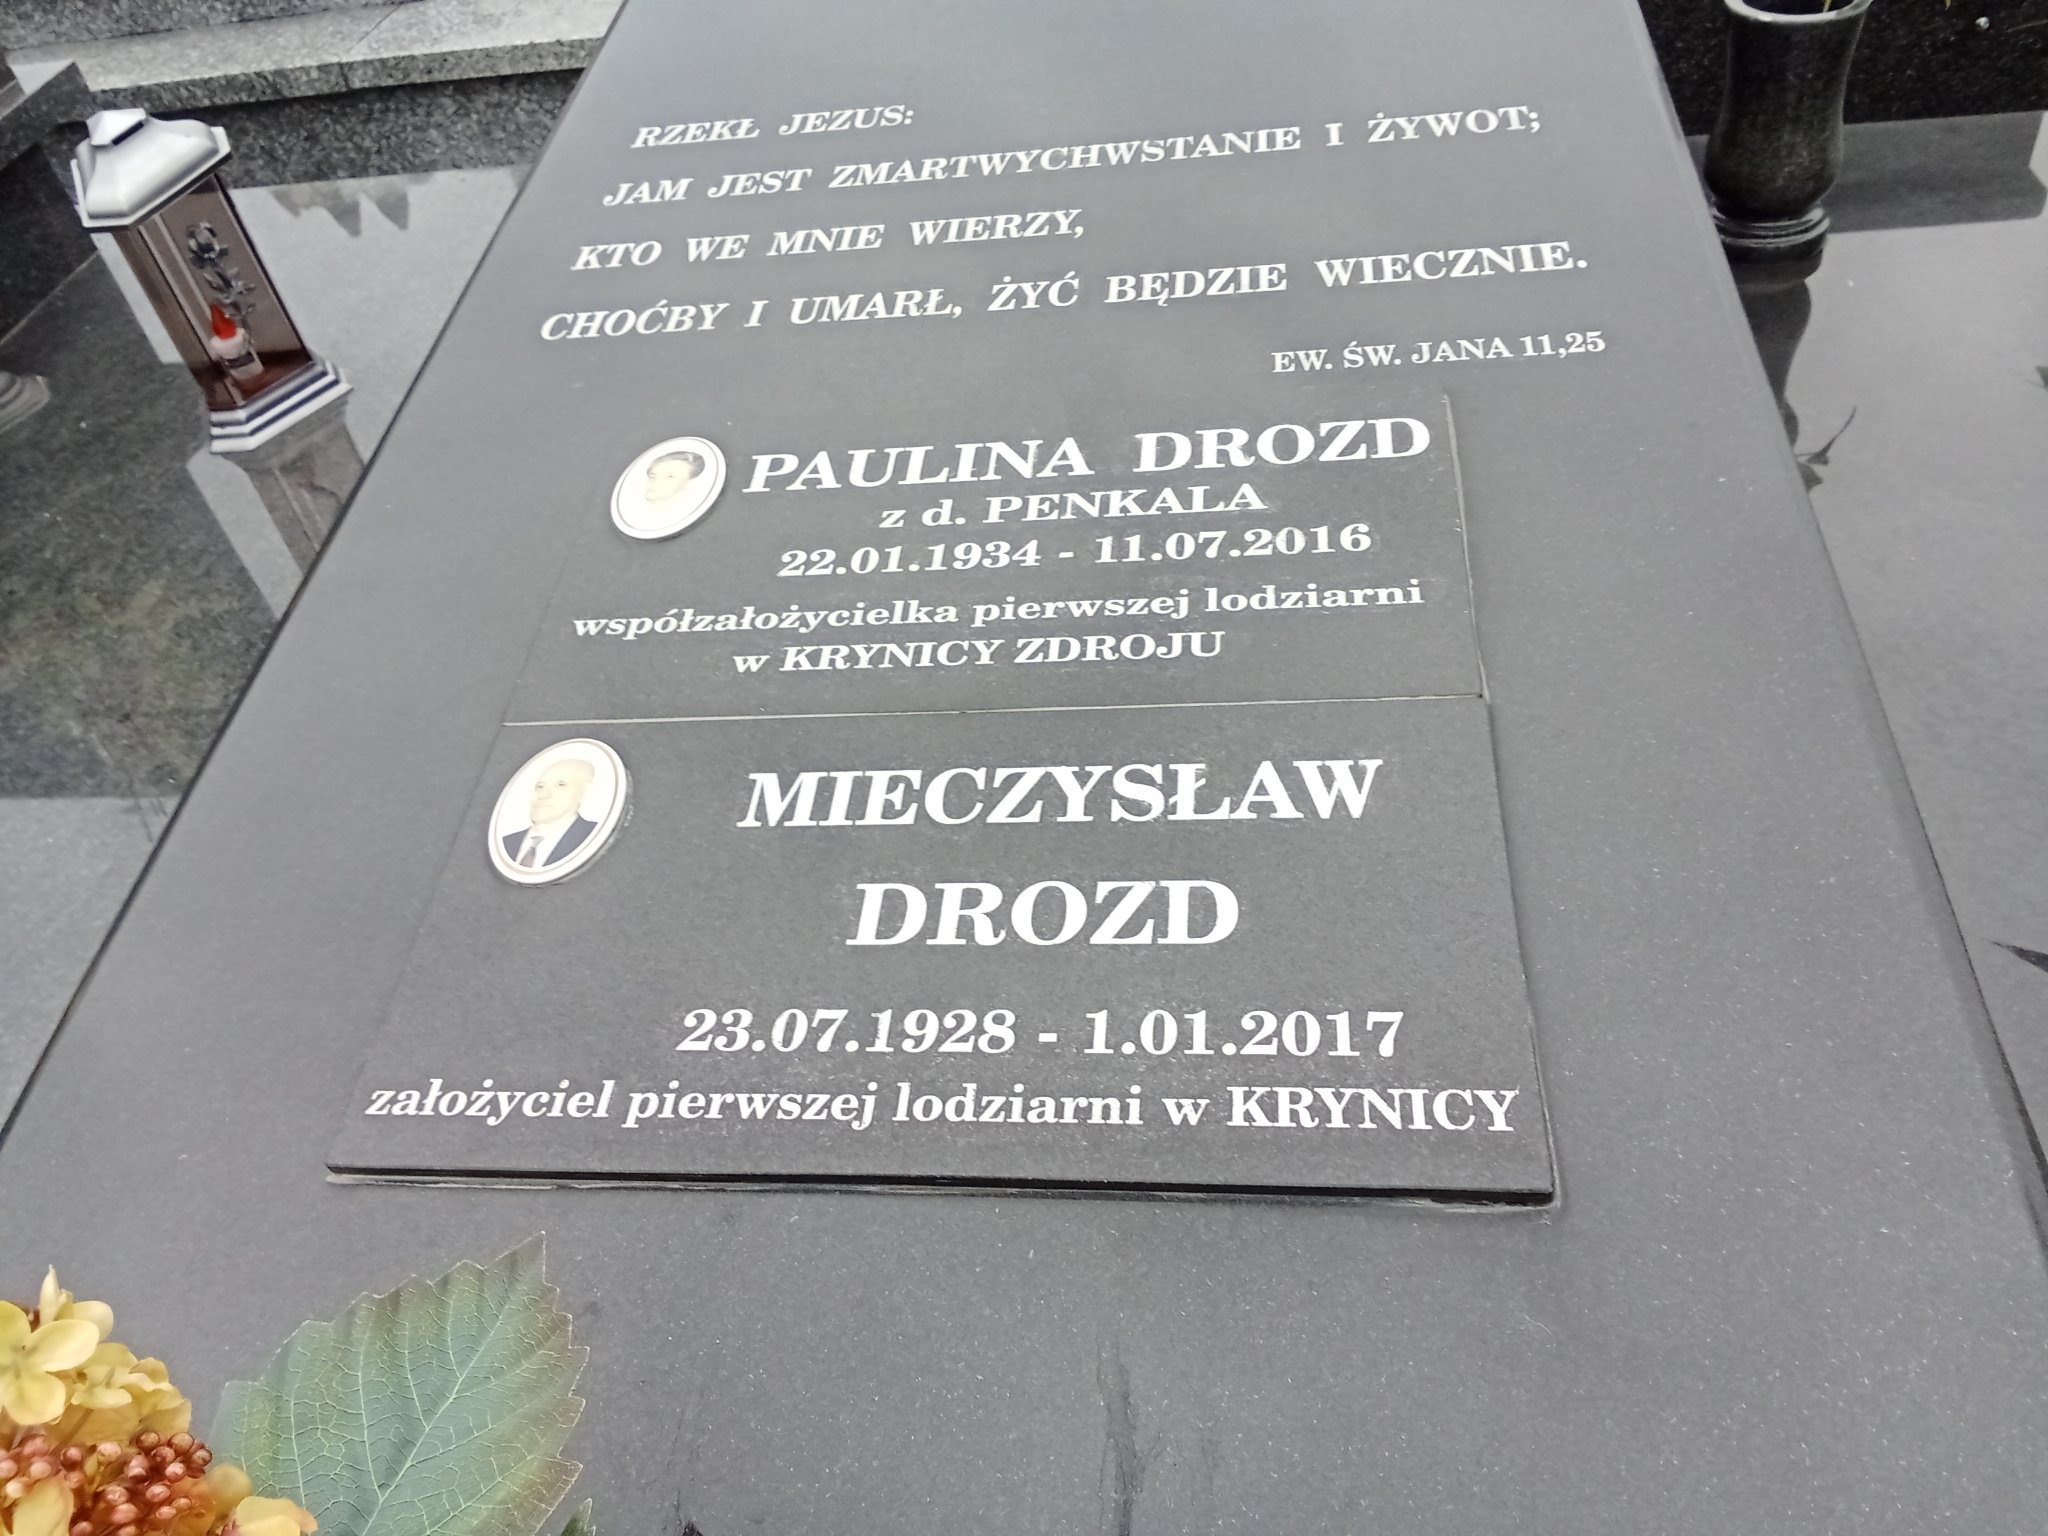 RZEKŁ JEZUS:
JAM JEST ZMARTWYCHWSTANIE I ŻYWOT;
KTO WE MNIE WIERZY,
CHOĆBY I UMARŁ, ŻYĆ BĘDZIE WIECZNIE.
EW. ŚW. JANA 11,25
PAULINA DROZD
z d. PENKALA
22.01.1934 - 11.07.2016
współzałożycielka pierwszej lodziarni
w KRYNICY ZDROJU
MIECZYSŁAW
DROZD
23.07.1928 - 1.01.2017
założyciel pierwszej lodziarni w KRYNICY